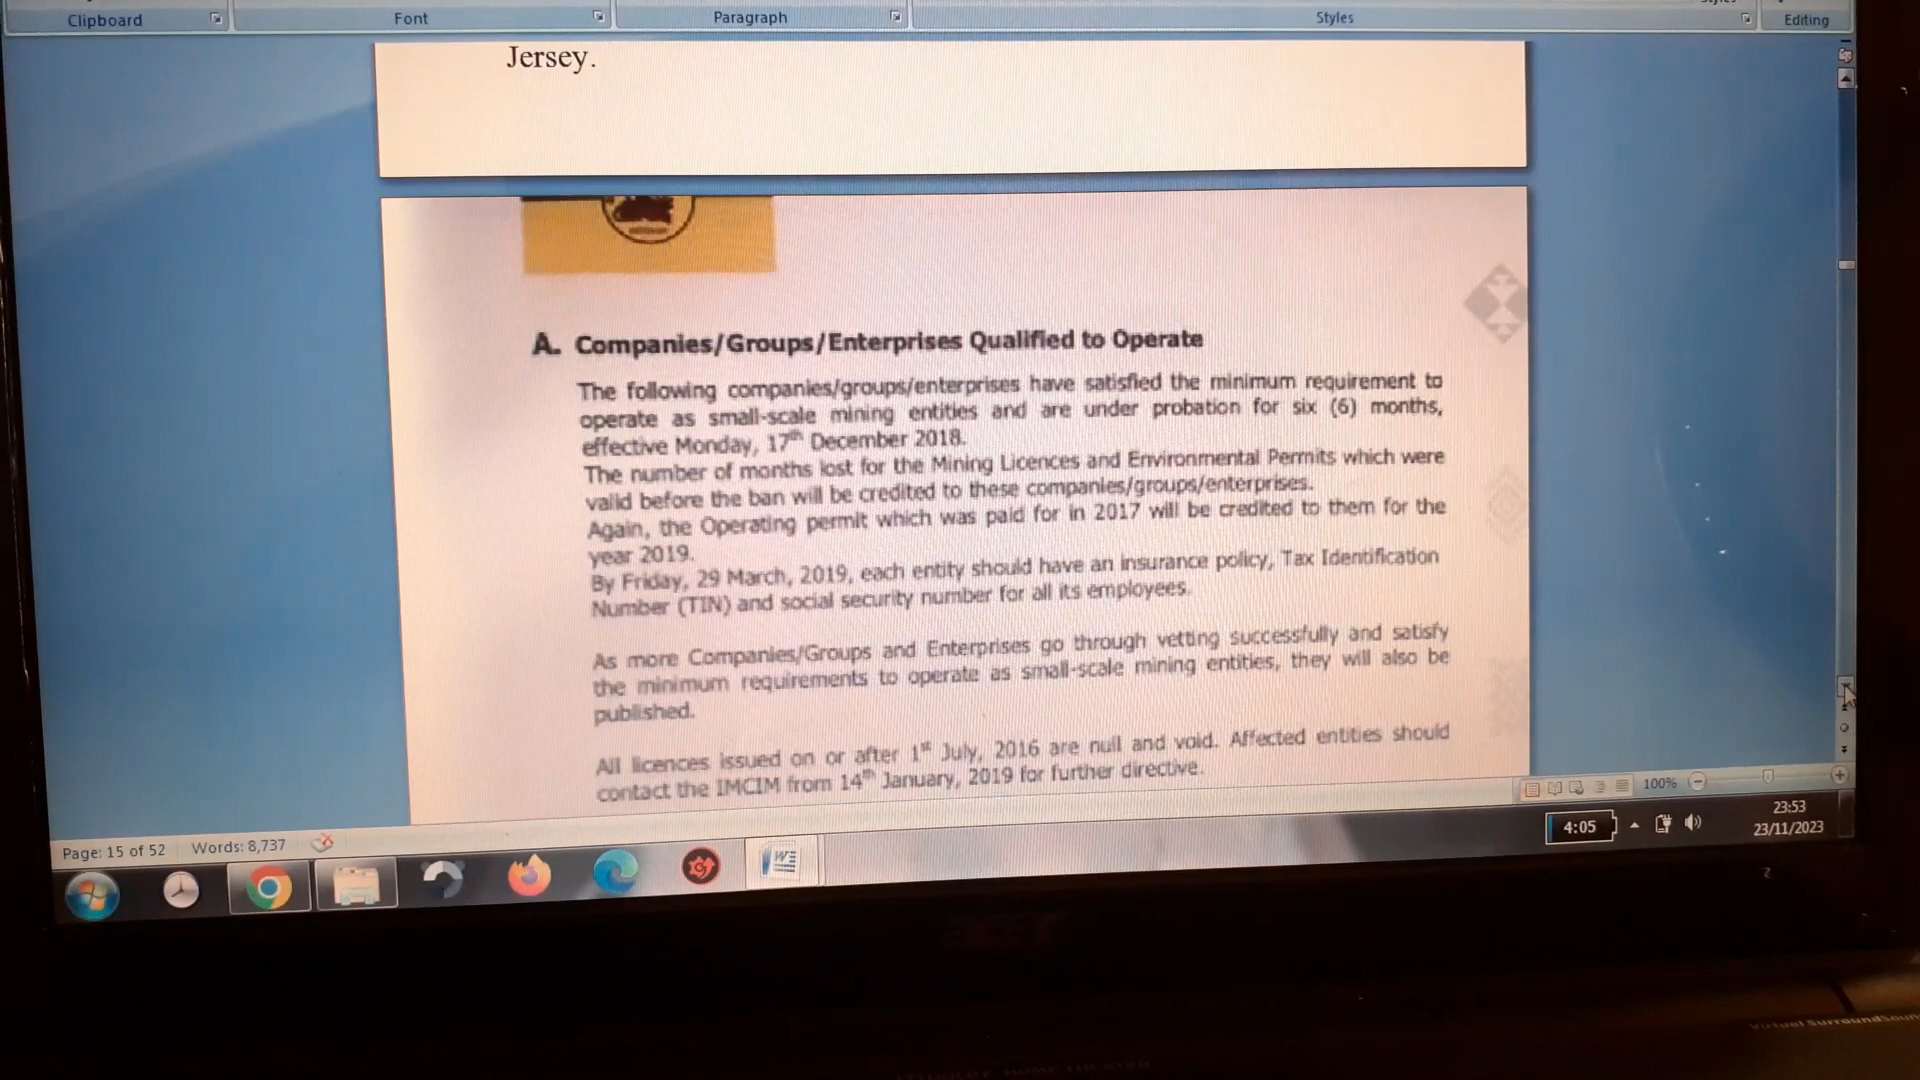 Clipboard
Font
Paragraph
Styles
Editing
Jersey.
A. Companies/Groups/Enterprises Qualified to Operate
The following companies/groups/enterprises have satisfied the minimum requirement to
operate as small-scale mining entities and are under probation for six (6) months,
effective Monday, 17th December 2018.
The number of months lost for the Mining Licences and Environmental Permits which were
valid before the ban will be credited to these companies/groups/enterprises.
Again, the Operating permit which was paid for in 2017 will be credited to them for the
year 2019.
By Friday, 29 March, 2019, each entity should have an insurance policy, Tax Identification
Number (TIN) and social security number for all its employees.
As more Companies/Groups and Enterprises go through vetting successfully and satisfy
the minimum requirements to operate as small-scale mining entities, they will also be
published.
All licences issued on or after 1st July, 2016 are null and void. Affected entities should
contact the IMCIM from 14th January, 2019 for further directive.
100%
Page: 15 of 52
Words: 8,737
4:05
23:53
23/11/2023
acer
Virtual SurroundSoun